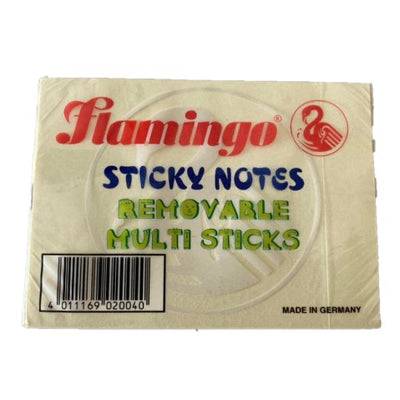 Flamingo®
STICKY NOTES
REMOVABLE
MULTI STICKS
4 011169 020040
MADE IN GERMANY